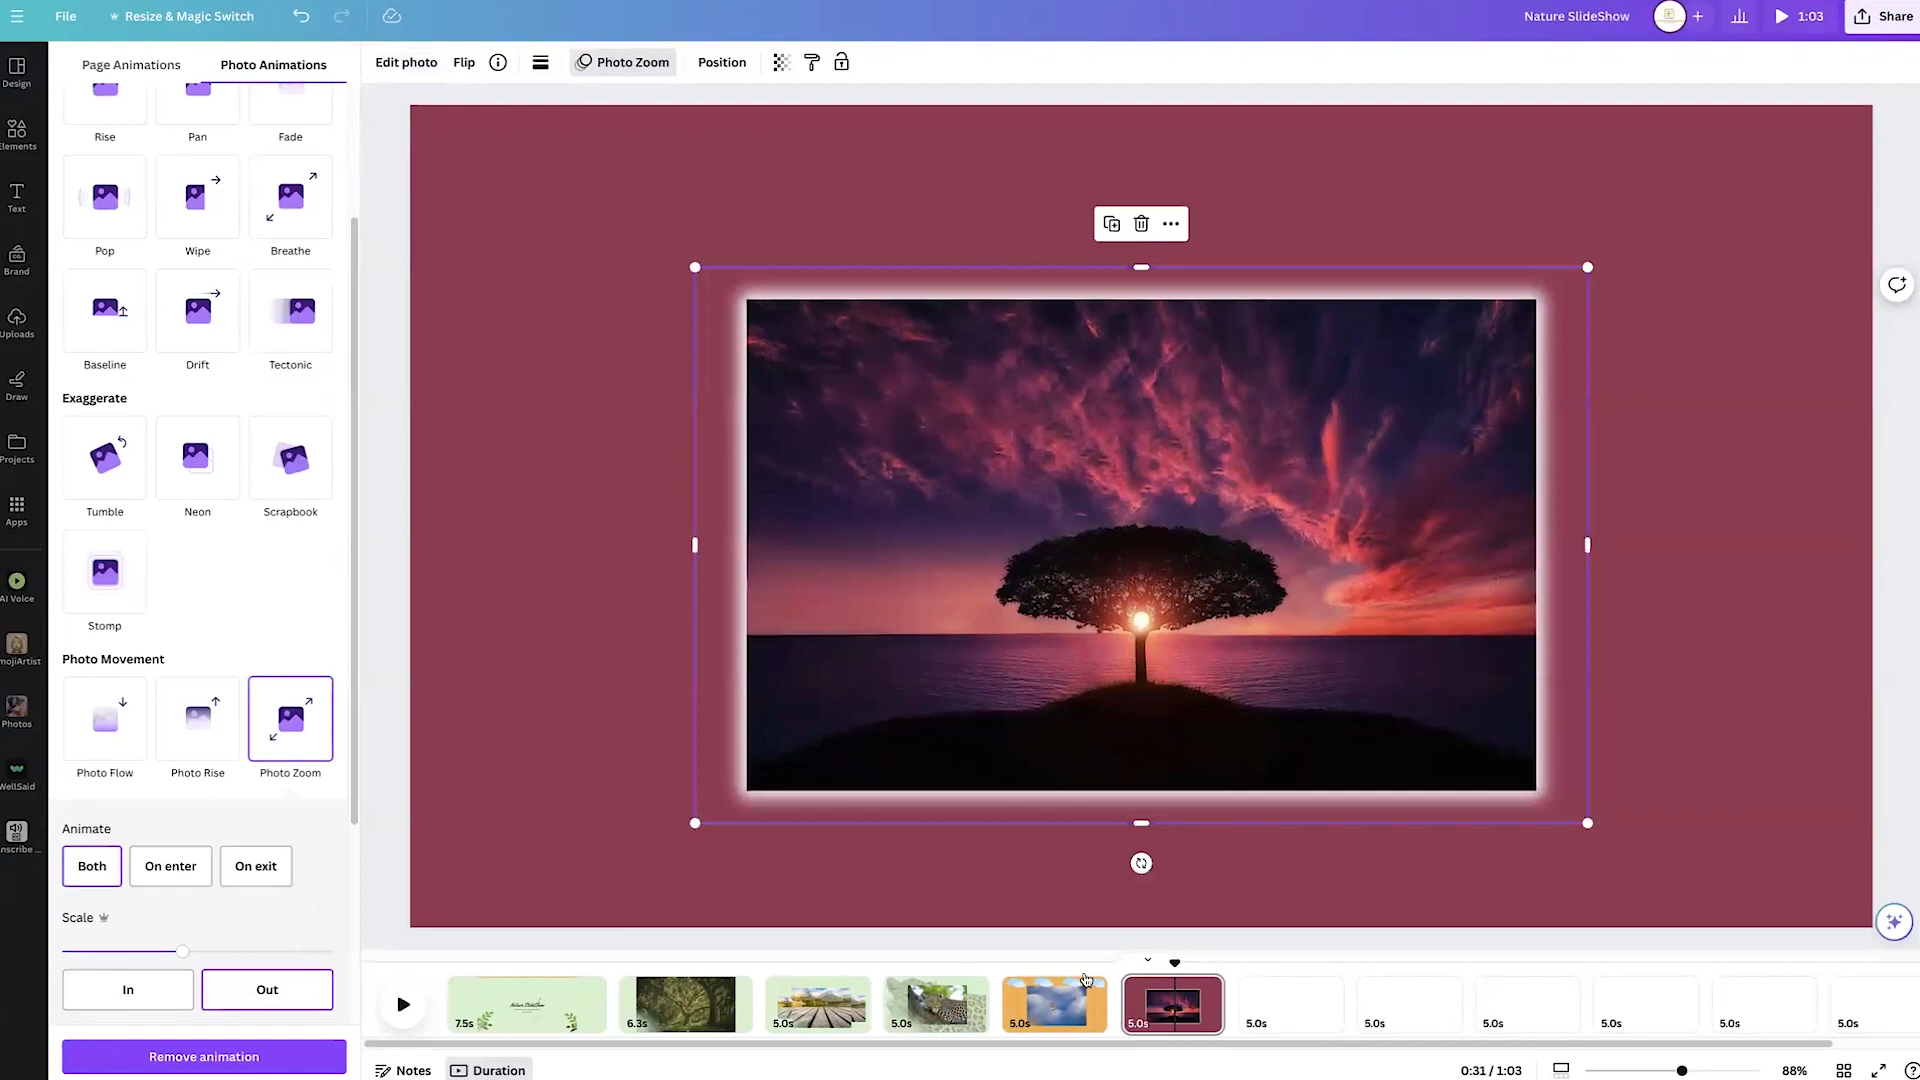 File
Resize & Magic Switch
Nature SlideShow
1:03
Share
Design
Elements
Text
Brand
Uploads
Draw
Projects
Apps
AI Voice
mojiArtist
Photos
WellSaid
nscribe ...
Page Animations
Photo Animations
Rise
Pan
Fade
Pop
Wipe
Breathe
Baseline
Drift
Tectonic
Exaggerate
Tumble
Neon
Scrapbook
Stomp
Photo Movement
Photo Flow
Photo Rise
Photo Zoom
Animate
Both
On enter
On exit
Scale
In
Out
Remove animation
Edit photo
Flip
Photo Zoom
Position
Nature SlideShow
7.5s
6.3s
5.0s
5.0s
5.0s
5.0s
5.0s
5.0s
5.0s
5.0s
5.0s
5.0s
Notes
Duration
0:31 / 1:03
88%